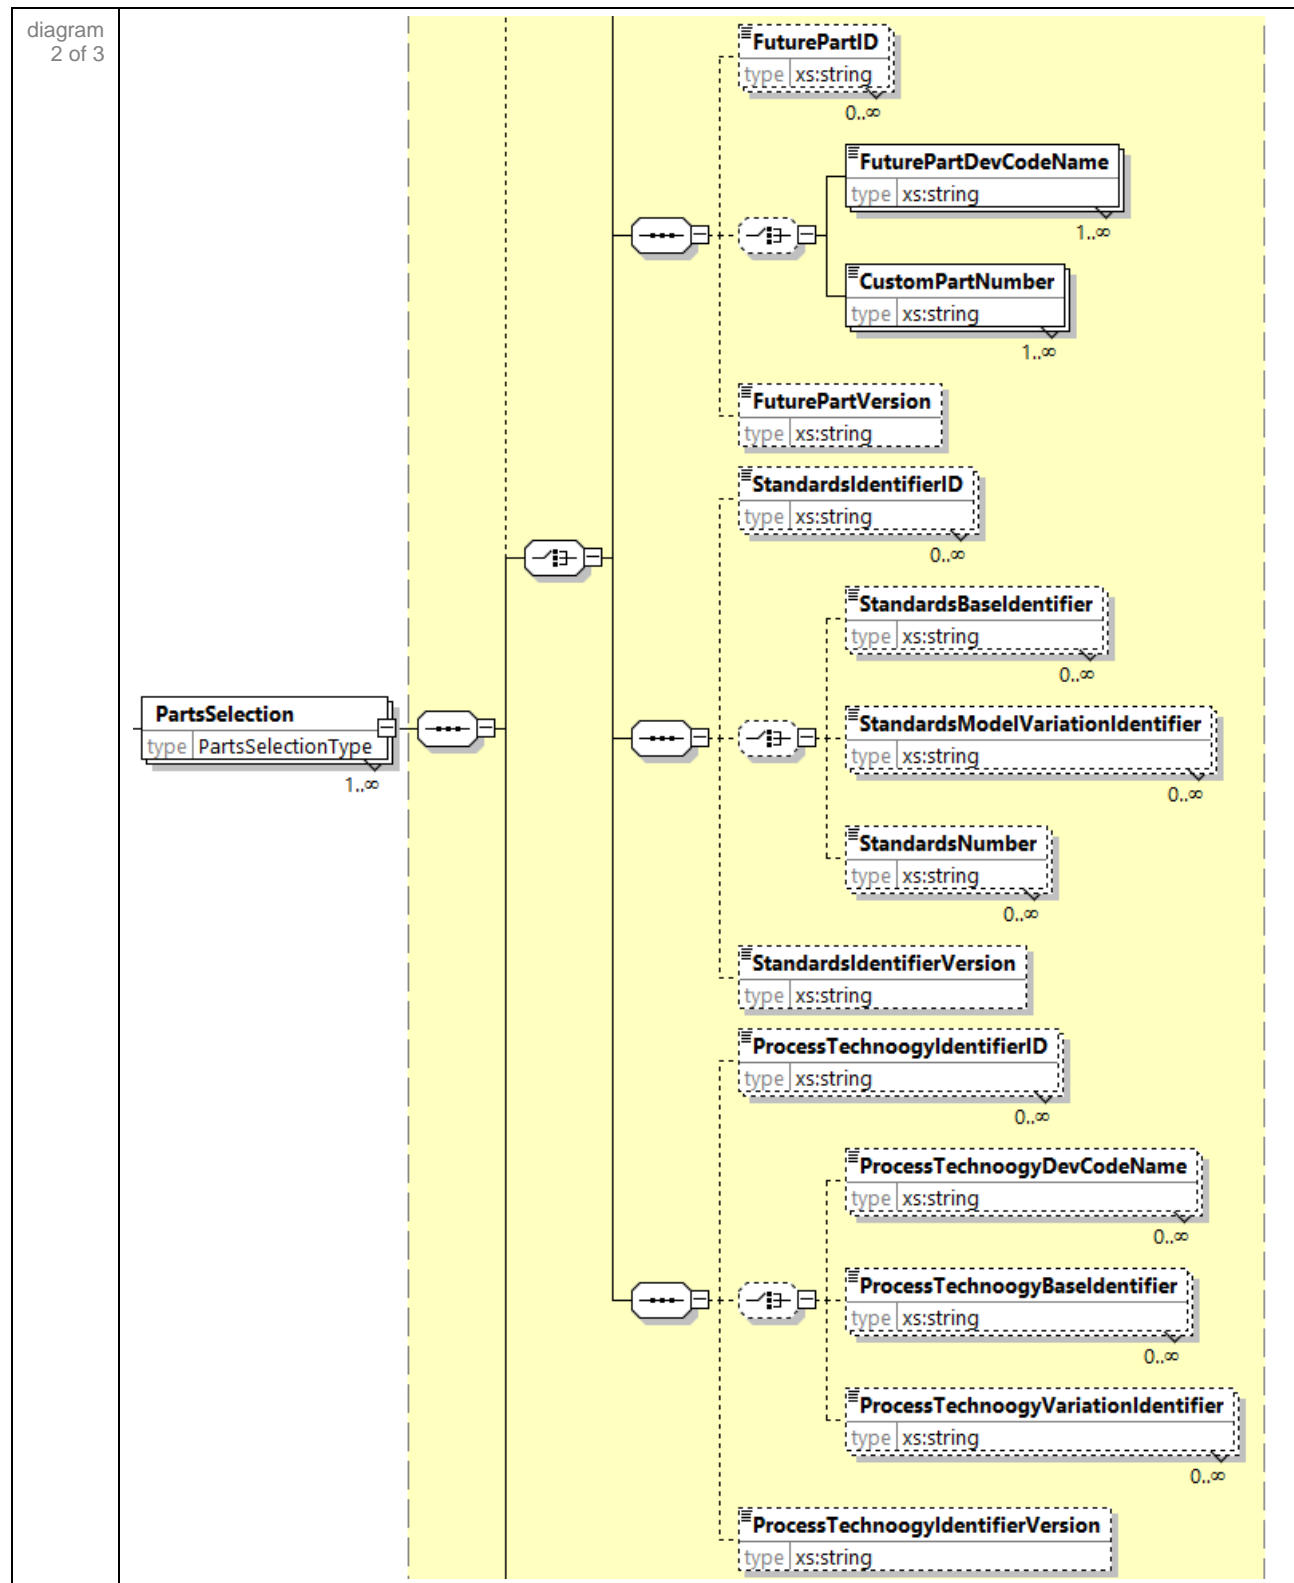 diagram
2 of 3
FuturePartID
type xs:string
0..∞
FuturePartDevCodeName
type xs:string
1..∞
CustomPartNumber
type xs:string
1..∞
FuturePartVersion
type xs:string
StandardsIdentifierID
type xs:string
0..∞
StandardsBaseIdentifier
type xs:string
0..∞
PartsSelection
type PartsSelectionType
1..∞
StandardsModelVariationIdentifier
type xs:string
0..∞
StandardsNumber
type xs:string
0..∞
StandardsIdentifierVersion
type xs:string
ProcessTechnoogyIdentifierID
type xs:string
0..∞
ProcessTechnoogyDevCodeName
type xs:string
0..∞
ProcessTechnoogyBaseIdentifier
type xs:string
0..∞
ProcessTechnoogyVariationIdentifier
type xs:string
0..∞
ProcessTechnoogyIdentifierVersion
type xs:string